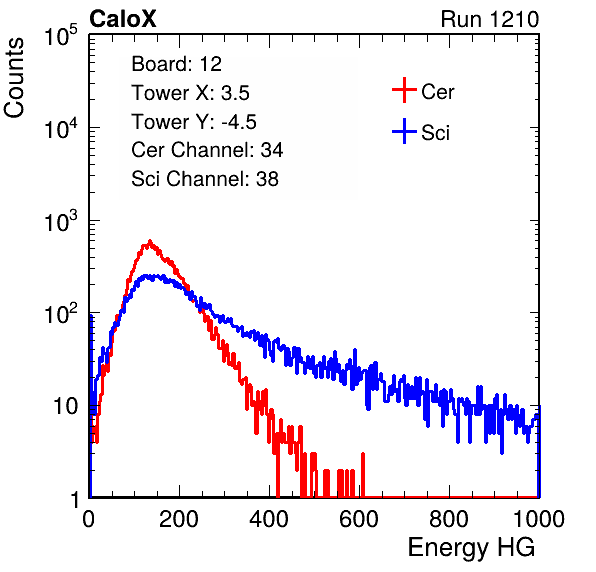 CaloX Run 1210
Counts
10^5
10^4
10^3
10^2
10
1
Board: 12
Tower X: 3.5
Tower Y: -4.5
Cer Channel: 34
Sci Channel: 38
Cer
Sci
0 200 400 600 800 1000
Energy HG